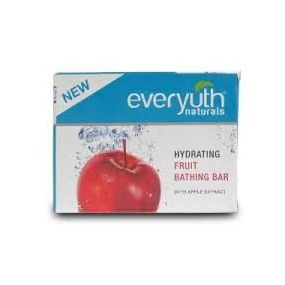 NEW
everyuth
naturals
HYDRATING
FRUIT
BATHING BAR
WITH APPLE EXTRACT